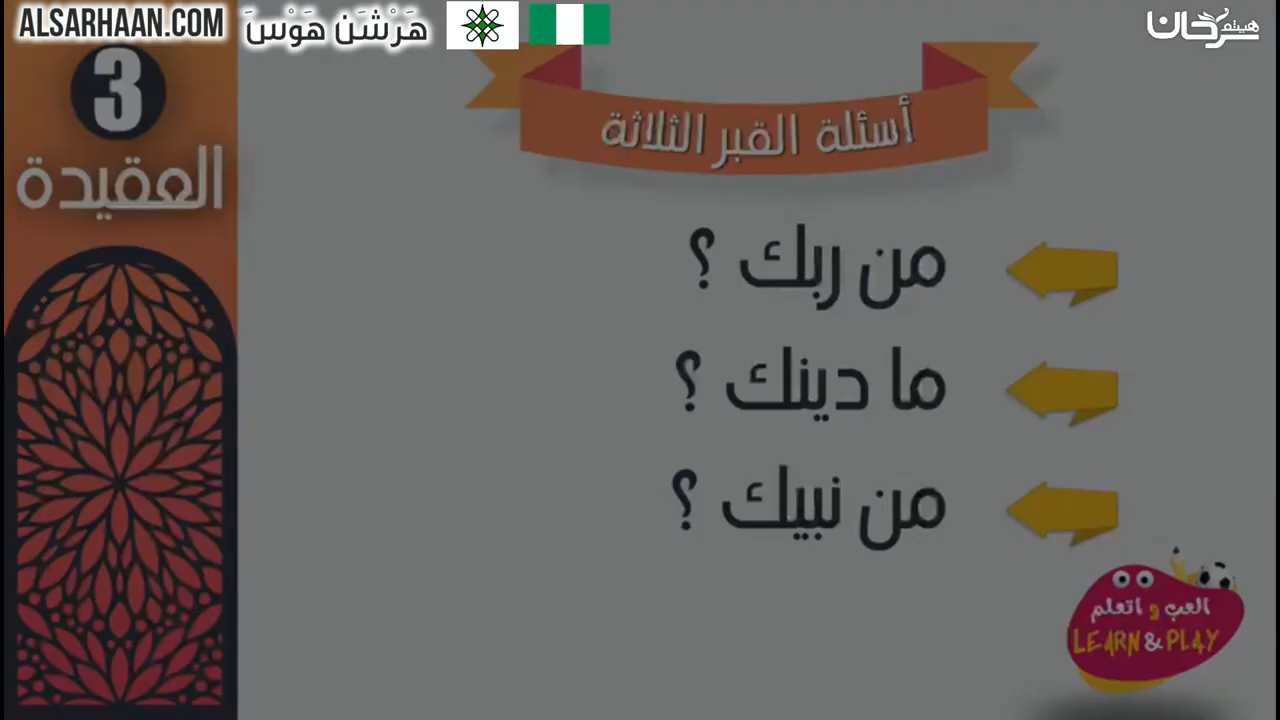 ALSARHAAN.COM
هَرْشَن هَوْسَ
هيثم سرحان
3
العقيدة
أسئلة القبر الثلاثة
من ربك ؟
ما دينك ؟
من نبيك ؟
العب و اتعلم
LEARN & PLAY